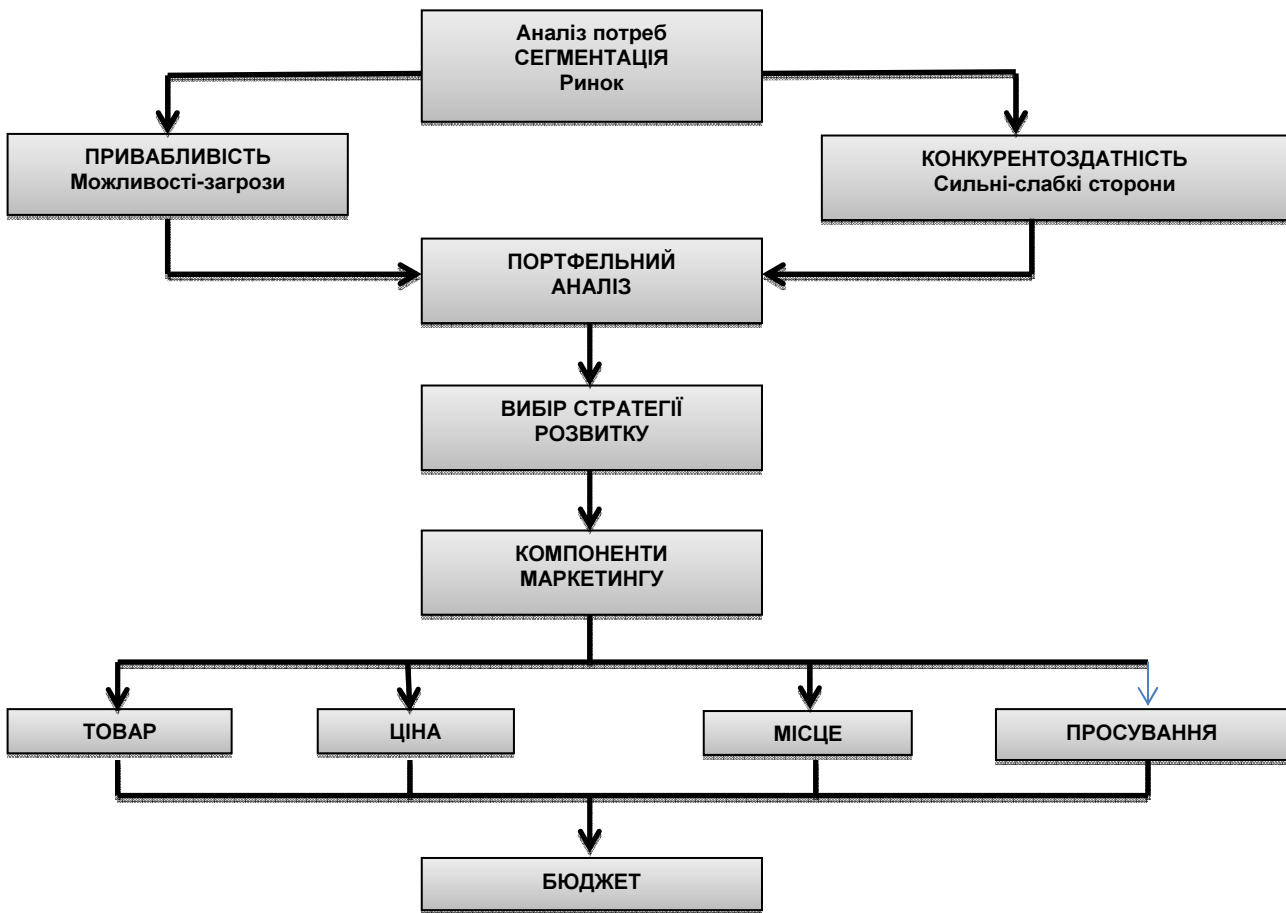 Аналіз потреб
СЕГМЕНТАЦІЯ
Ринок
ПРИВАБЛИВІСТЬ
Можливості-загрози
КОНКУРЕНТОЗДАТНІСТЬ
Сильні-слабкі сторони
ПОРТФЕЛЬНИЙ
АНАЛІЗ
ВИБІР СТРАТЕГІЇ
РОЗВИТКУ
КОМПОНЕНТИ
МАРКЕТИНГУ
ТОВАР
ЦІНА
МІСЦЕ
ПРОСУВАННЯ
БЮДЖЕТ